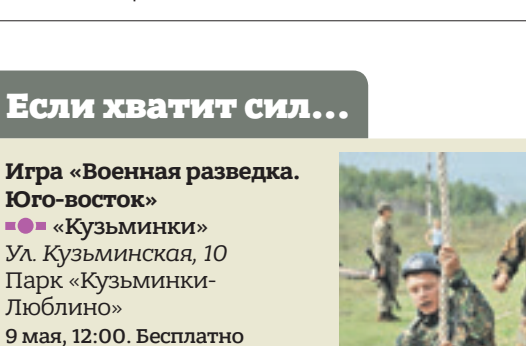 Если хватит сил...
Игра «Военная разведка.
Юго-восток»
«Кузьминки»
Ул. Кузьминская, 10
Парк «Кузьминки-
Люблино»
9 мая, 12:00. Бесплатно